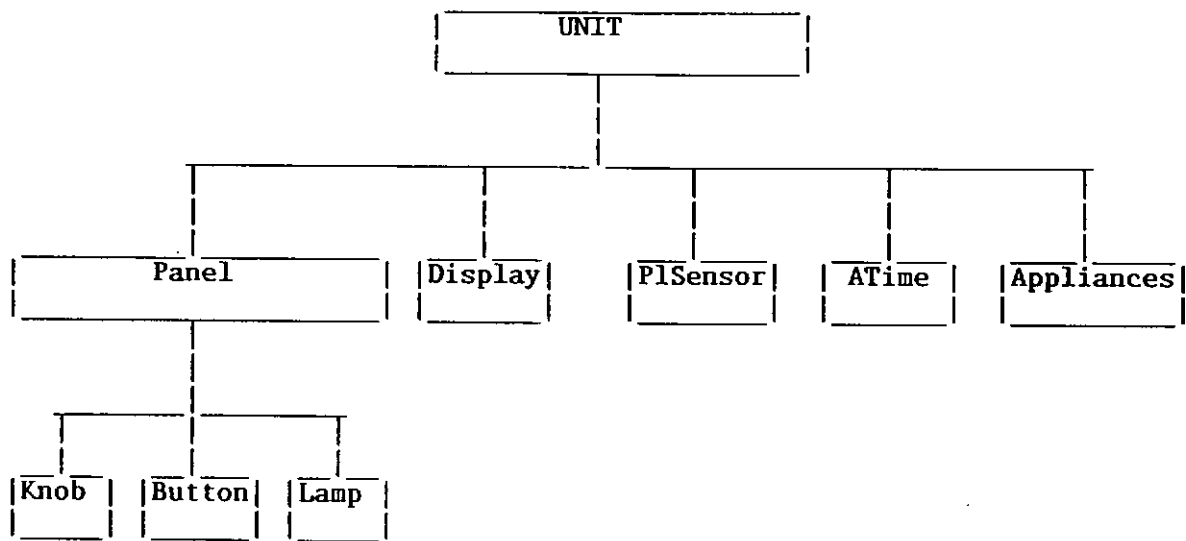 UNIT
Panel
Display
PlSensor
ATime
Appliances
Knob
Button
Lamp